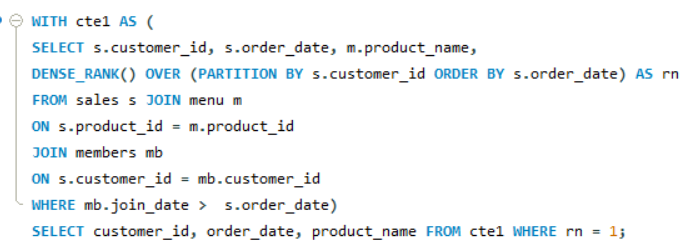 WITH cte1 AS (
SELECT s.customer_id, s.order_date, m.product_name,
DENSE_RANK() OVER (PARTITION BY s.customer_id ORDER BY s.order_date) AS rn
FROM sales s JOIN menu m
ON s.product_id = m.product_id
JOIN members mb
ON s.customer_id = mb.customer_id
WHERE mb.join_date >  s.order_date)
SELECT customer_id, order_date, product_name FROM cte1 WHERE rn = 1;